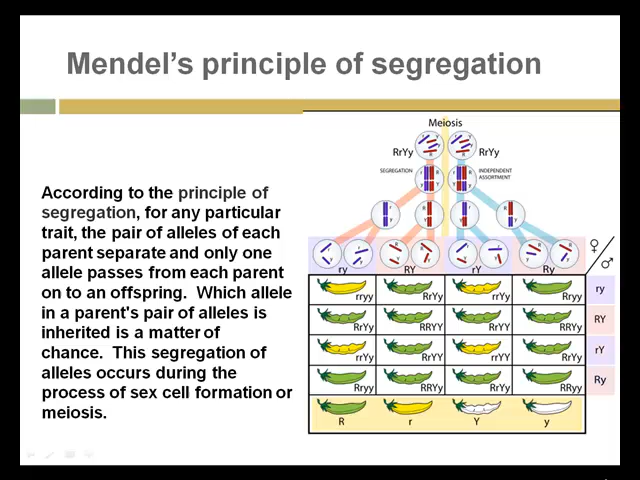 Mendel's principle of segregation
According to the principle of
segregation, for any particular
trait, the pair of alleles of each
parent separate and only one
allele passes from each parent
on to an offspring. Which allele
in a parent's pair of alleles is
inherited is a matter of
chance. This segregation of
alleles occurs during the
process of sex cell formation or
meiosis.
Meiosis
RrYy RrYy
SEGREGATION INDEPENDENT
ASSORTMENT
ry RY rY Ry
♀/♂
rryy RrYy rrYy Rryy ry
RrYy RRYY RrYY RRYy RY
rrYy RrYY rrYY RrYy rY
Rryy RRYy RrYy RRyy Ry
R r Y y